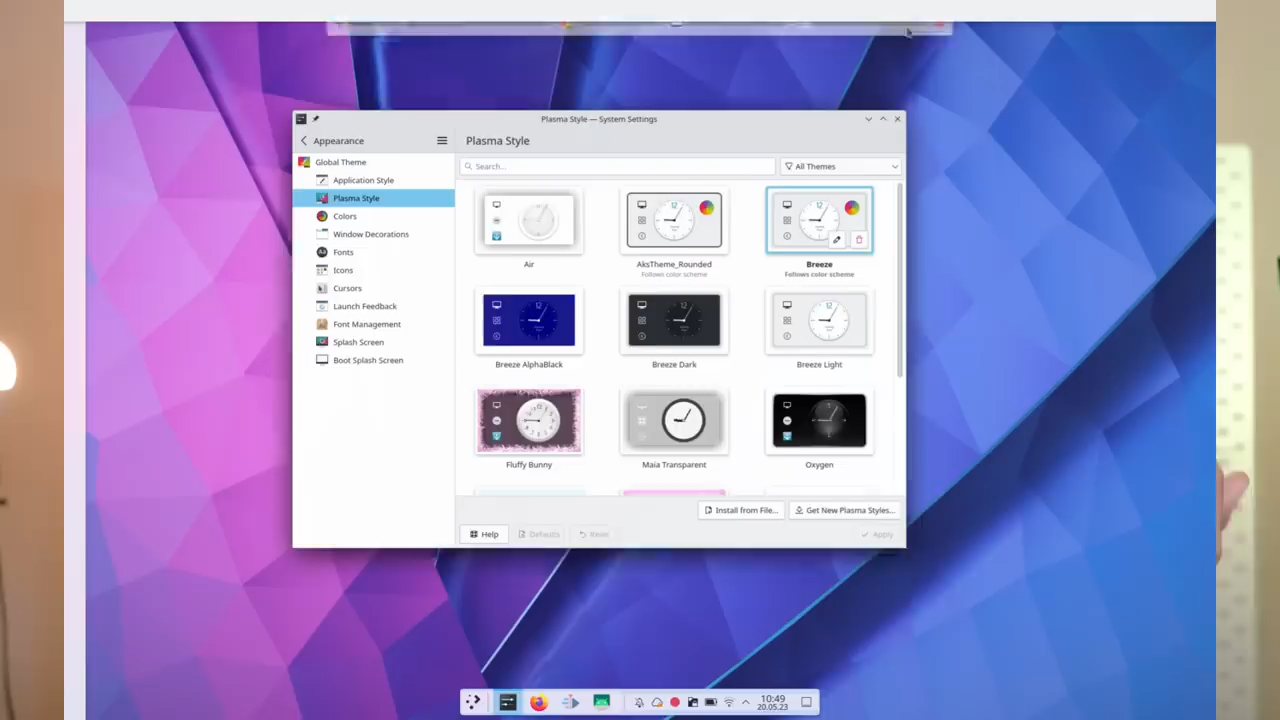 Plasma Style — System Settings
Appearance
Plasma Style
Global Theme
Application Style
Plasma Style
Colors
Window Decorations
Fonts
Icons
Cursors
Launch Feedback
Font Management
Splash Screen
Boot Splash Screen
Search...
All Themes
Air
AksTheme_Rounded
Follows color scheme
Breeze
Follows color scheme
Breeze AlphaBlack
Breeze Dark
Breeze Light
Fluffy Bunny
Maia Transparent
Oxygen
Install from File...
Get New Plasma Styles...
Help
Defaults
Reset
Apply
10:49
20.05.23